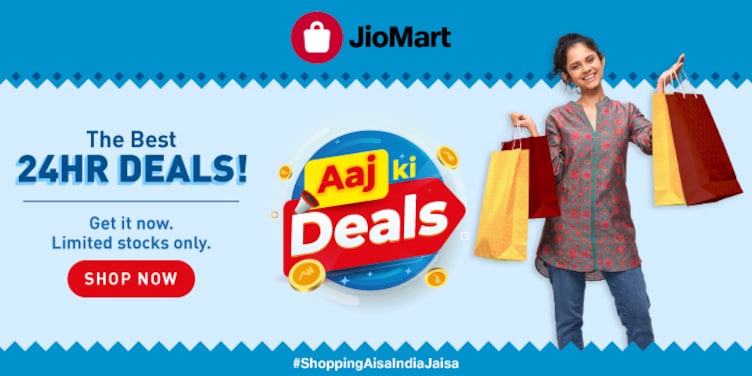 JioMart
The Best
24HR DEALS!
Get it now.
Limited stocks only.
SHOP NOW
Aaj ki
Deals
#ShoppingAisaIndiaJaisa